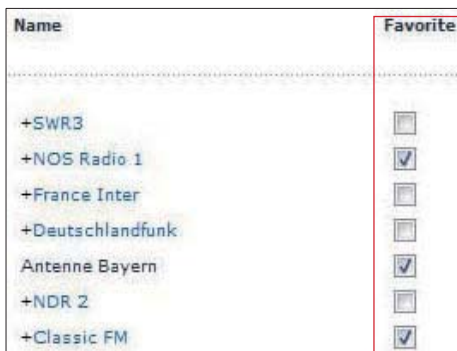 Name Favorite
+SWR3
+NOS Radio 1
+France Inter
+Deutschlandfunk
Antenne Bayern
+NDR 2
+Classic FM